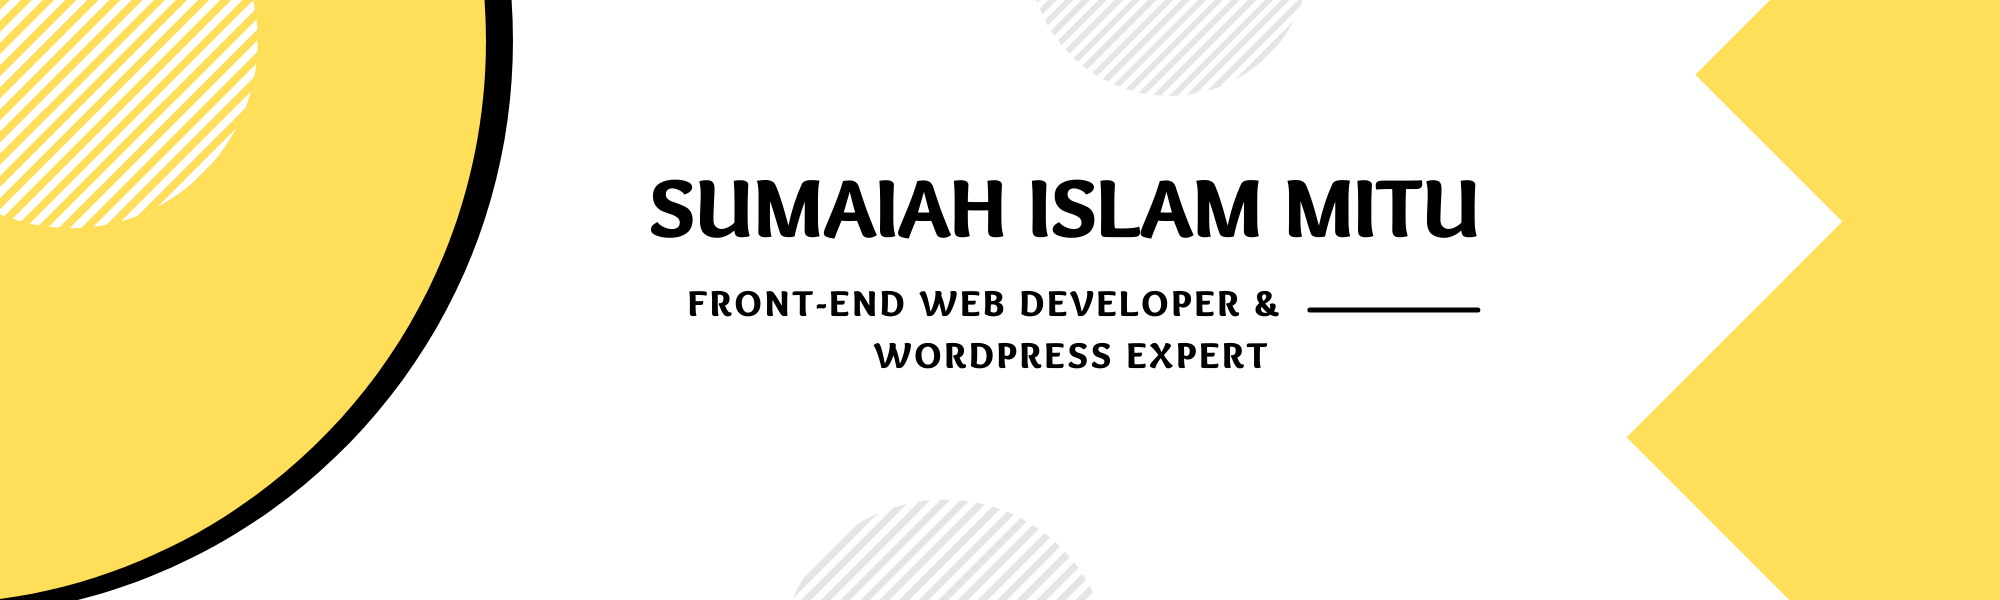 SUMAIAH ISLAM MITU
FRONT-END WEB DEVELOPER &
WORDPRESS EXPERT